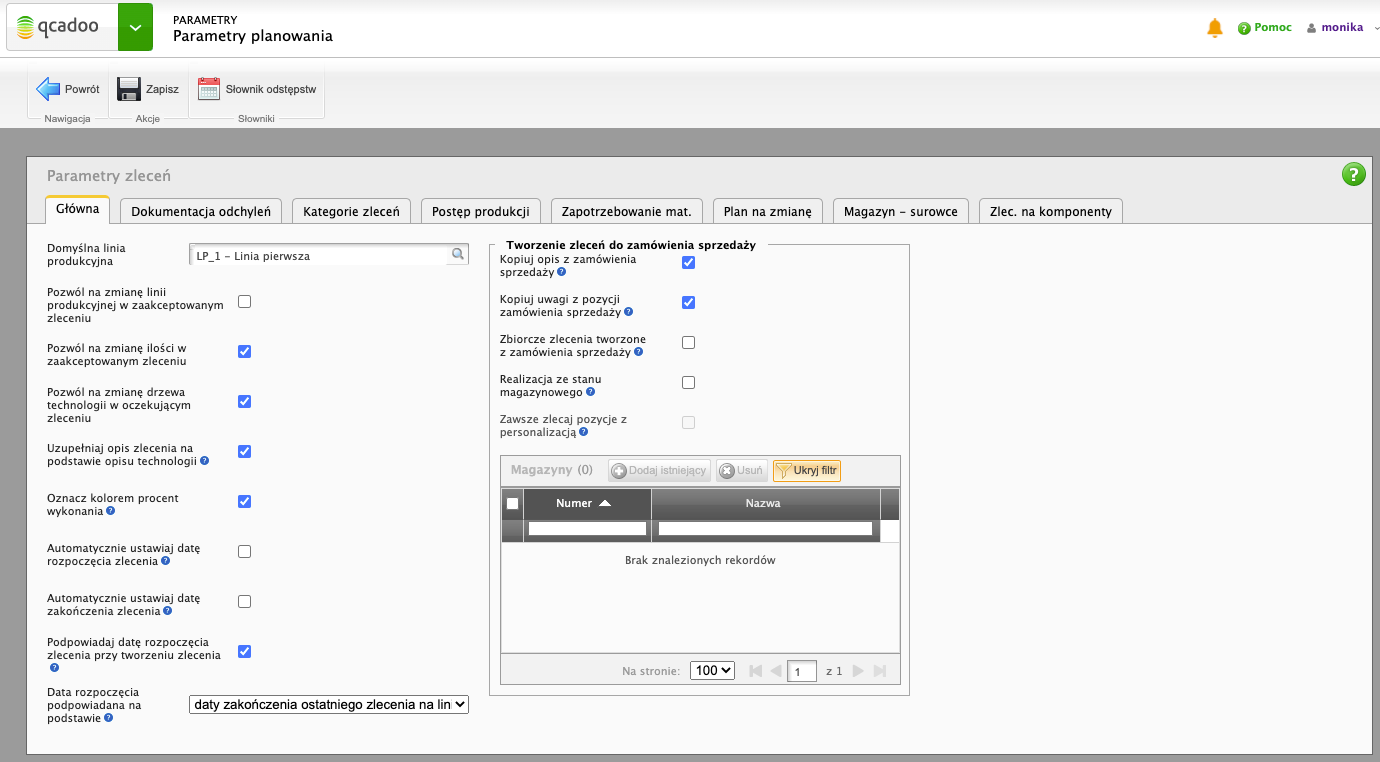 qcadoo
PARAMETRY
Parametry planowania
Pomoc
monika
Powrót
Zapisz
Słownik odstępstw
Nawigacja
Akcje
Słowniki
Parametry zleceń
Główna
Dokumentacja odchyleń
Kategorie zleceń
Postęp produkcji
Zapotrzebowanie mat.
Plan na zmianę
Magazyn - surowce
Zlec. na komponenty
Domyślna linia
produkcyjna
LP_1 - Linia pierwsza
Pozwól na zmianę linii
produkcyjnej w zaakceptowanym
zleceniu
Pozwól na zmianę ilości w
zaakceptowanym zleceniu
Pozwól na zmianę drzewa
technologii w oczekującym
zleceniu
Uzupełniaj opis zlecenia na
podstawie opisu technologii
Oznacz kolorem procent
wykonania
Automatycznie ustawiaj datę
rozpoczęcia zlecenia
Automatycznie ustawiaj datę
zakończenia zlecenia
Podpowiadaj datę rozpoczęcia
zlecenia przy tworzeniu zlecenia
Data rozpoczęcia
podpowiadana na
podstawie
daty zakończenia ostatniego zlecenia na lin
Tworzenie zleceń do zamówienia sprzedaży
Kopiuj opis z zamówienia
sprzedaży
Kopiuj uwagi z pozycji
zamówienia sprzedaży
Zbiorcze zlecenia tworzone
z zamówienia sprzedaży
Realizacja ze stanu
magazynowego
Zawsze zlecaj pozycje z
personalizacją
Magazyny (0)
Dodaj istniejący
Usuń
Ukryj filtr
Numer
Nazwa
Brak znalezionych rekordów
Na stronie:
100
1
z 1